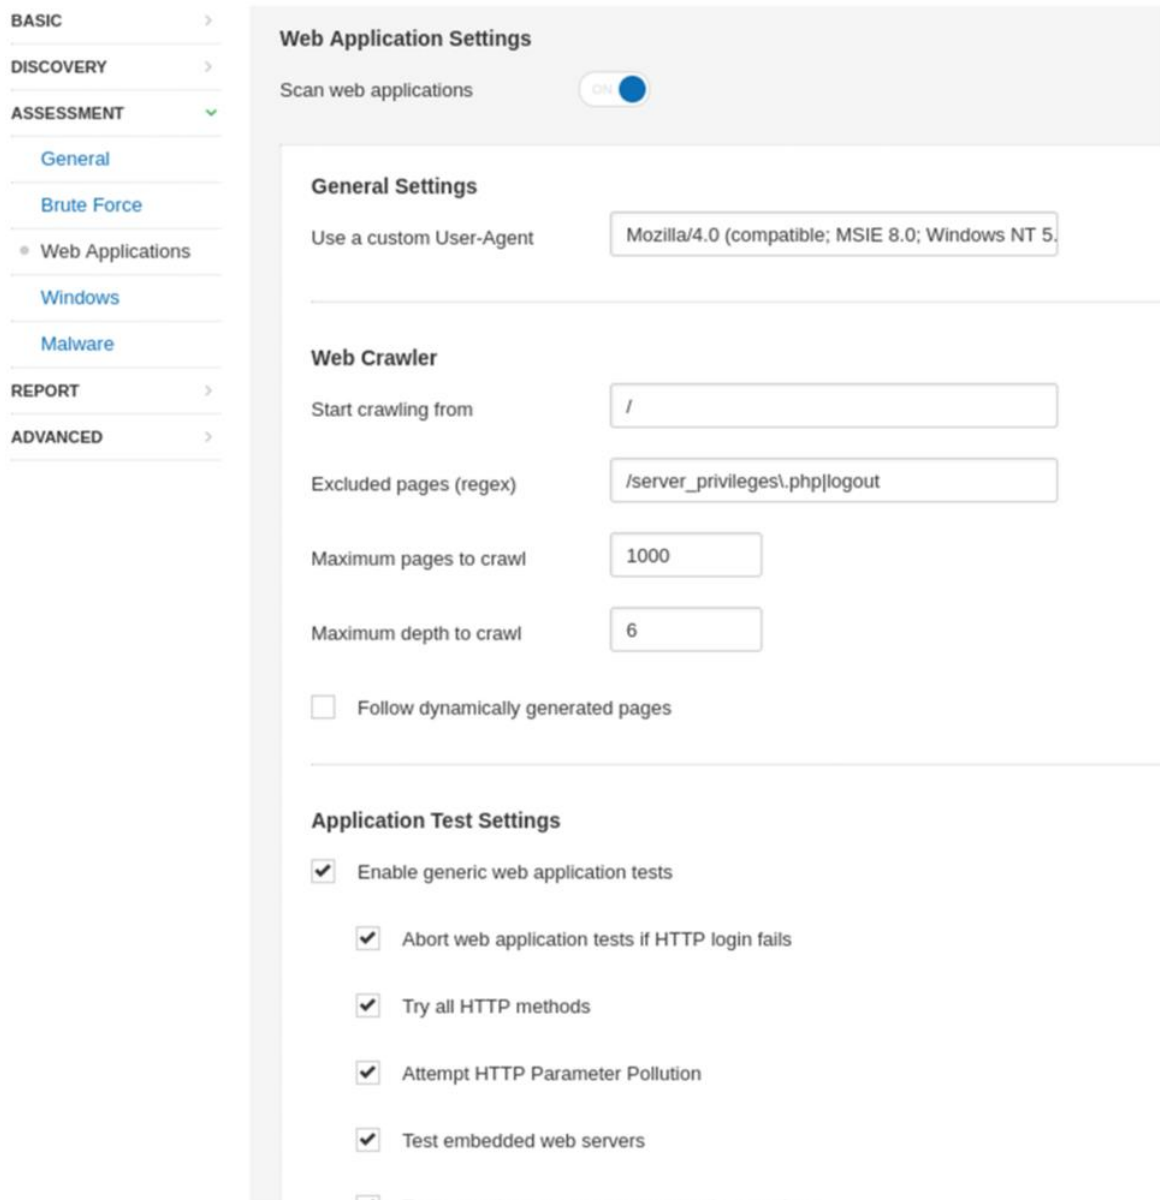 BASIC
DISCOVERY
ASSESSMENT
General
Brute Force
Web Applications
Windows
Malware
REPORT
ADVANCED
Web Application Settings
Scan web applications
ON
General Settings
Use a custom User-Agent
Mozilla/4.0 (compatible; MSIE 8.0; Windows NT 5.
Web Crawler
Start crawling from
/
Excluded pages (regex)
/server_privileges\.php|logout
Maximum pages to crawl
1000
Maximum depth to crawl
6
Follow dynamically generated pages
Application Test Settings
Enable generic web application tests
Abort web application tests if HTTP login fails
Try all HTTP methods
Attempt HTTP Parameter Pollution
Test embedded web servers